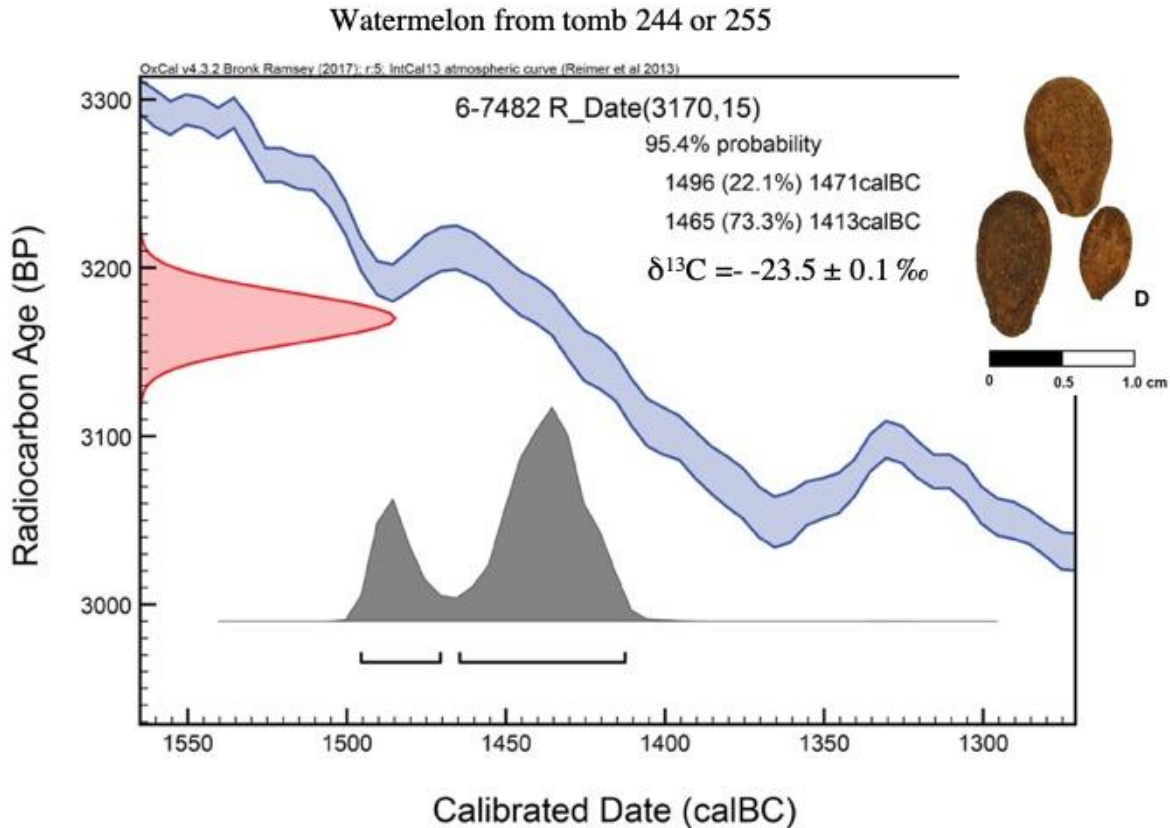 Watermelon from tomb 244 or 255
OxCal v4.3.2 Bronk Ramsey (2017); r:5; IntCal13 atmospheric curve (Reimer et al 2013)
6-7482 R_Date(3170,15)
95.4% probability
1496 (22.1%) 1471calBC
1465 (73.3%) 1413calBC
δ¹³C =- -23.5 ± 0.1 ‰
D
0 0.5 1.0 cm
Radiocarbon Age (BP)
3300
3200
3100
3000
1550 1500 1450 1400 1350 1300
Calibrated Date (calBC)